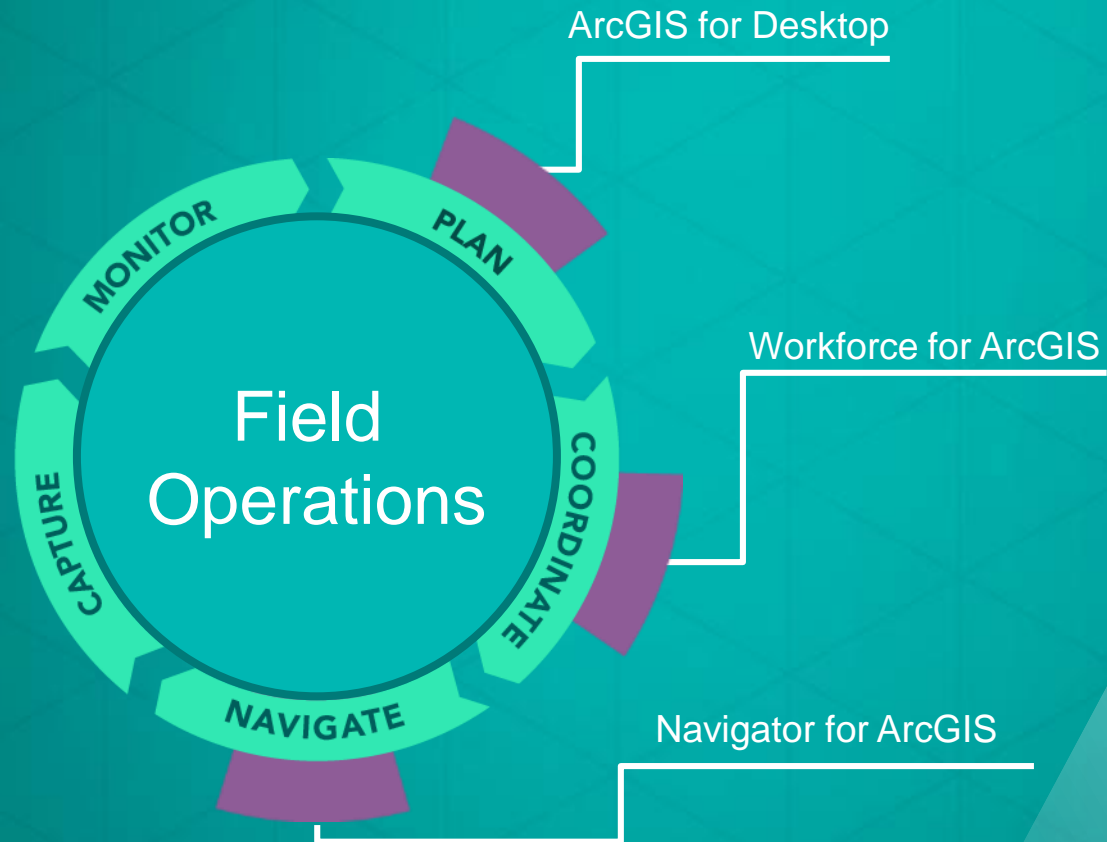 ArcGIS for Desktop
MONITOR
PLAN
Workforce for ArcGIS
Field
Operations
COORDINATE
CAPTURE
NAVIGATE
Navigator for ArcGIS